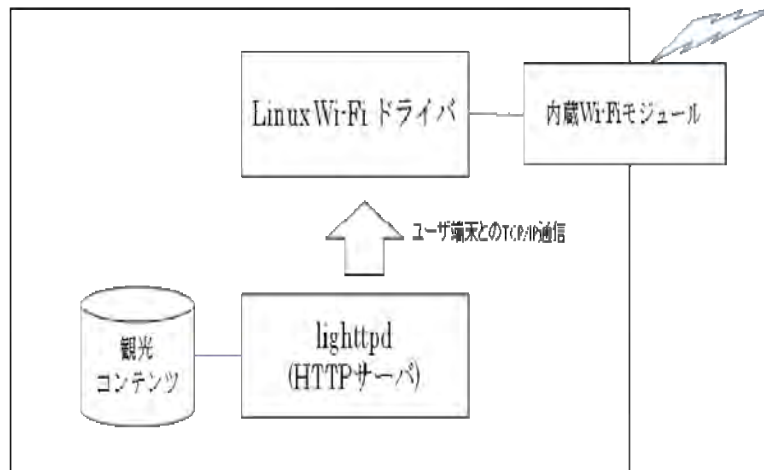 Linux Wi-Fi ドライバ
内蔵Wi-Fiモジュール
ユーザ端末とのTCP/IP通信
観光
コンテンツ
lighttpd
(HTTPサーバ)